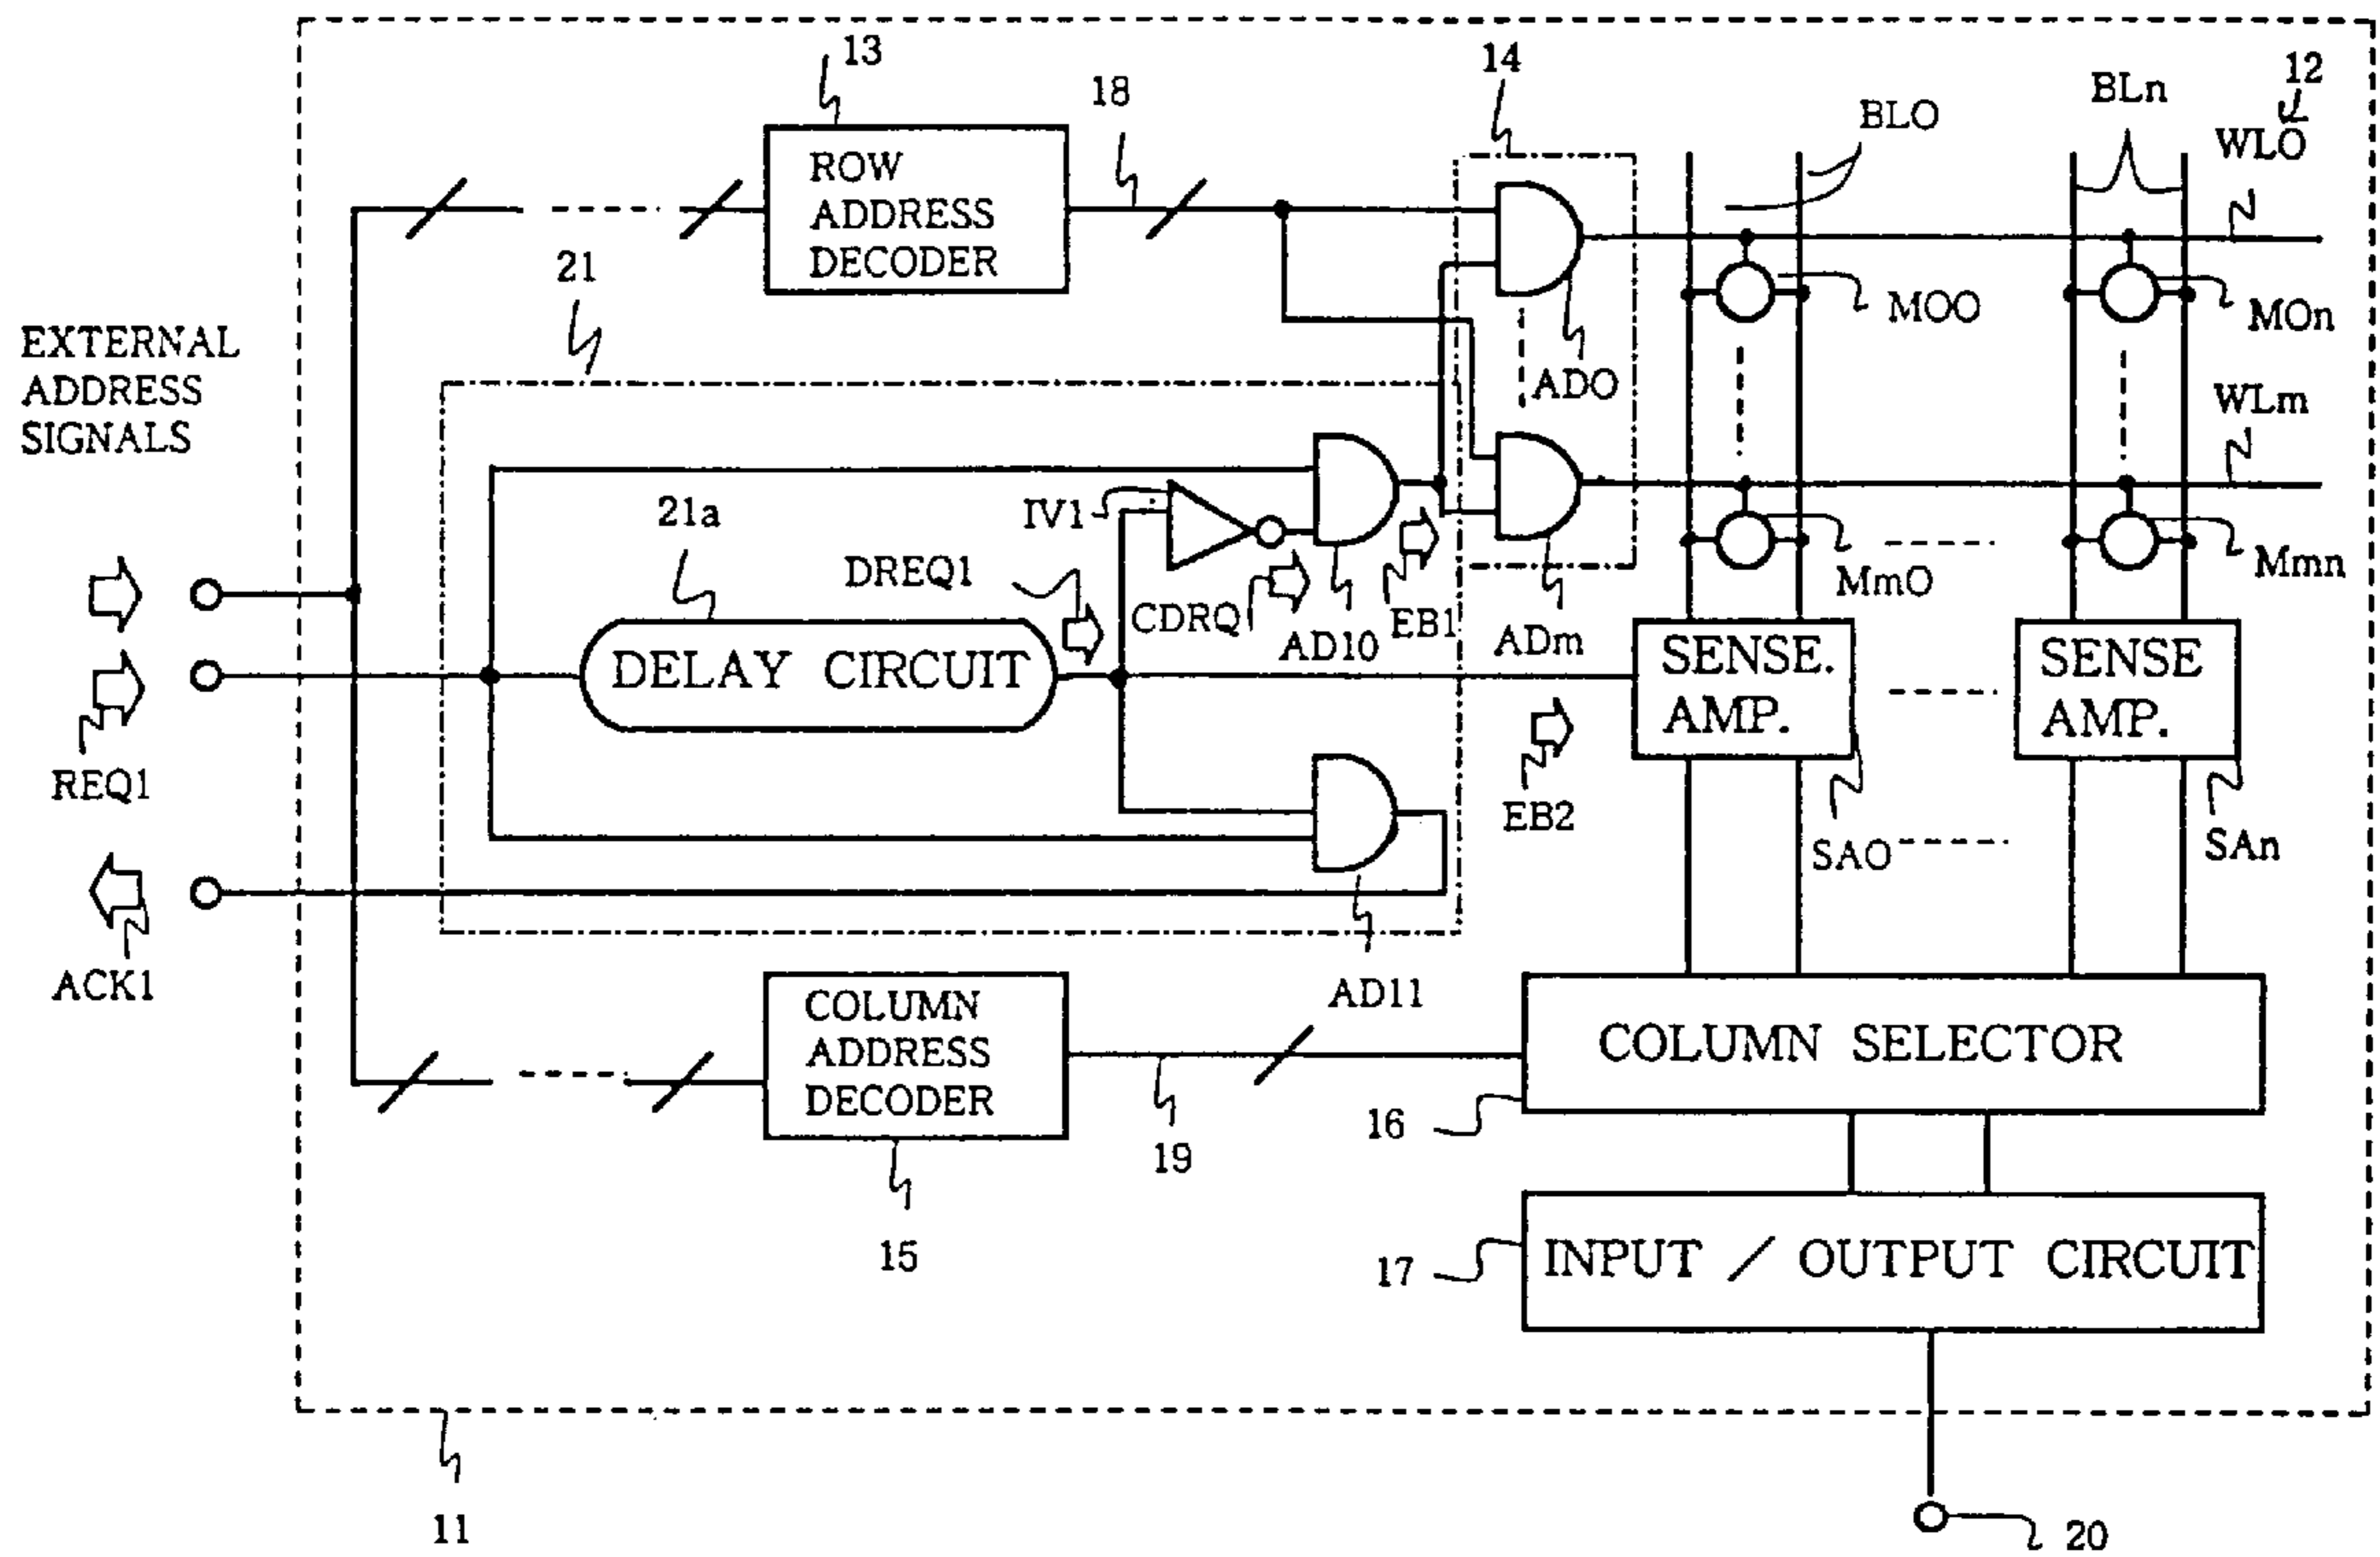 13
18
14
BLO
BLn
12
WLO
ROW
ADDRESS
DECODER
21
MOO
MOn
EXTERNAL
ADDRESS
SIGNALS
ADO
WLm
21a
IV1
DREQ1
CDRQ
AD10
EB1
ADm
MmO
Mmn
DELAY CIRCUIT
SENSE.
AMP.
SENSE
AMP.
REQ1
EB2
SAO
SAn
ACK1
AD11
COLUMN
ADDRESS
DECODER
COLUMN SELECTOR
16
19
15
17
INPUT / OUTPUT CIRCUIT
11
20